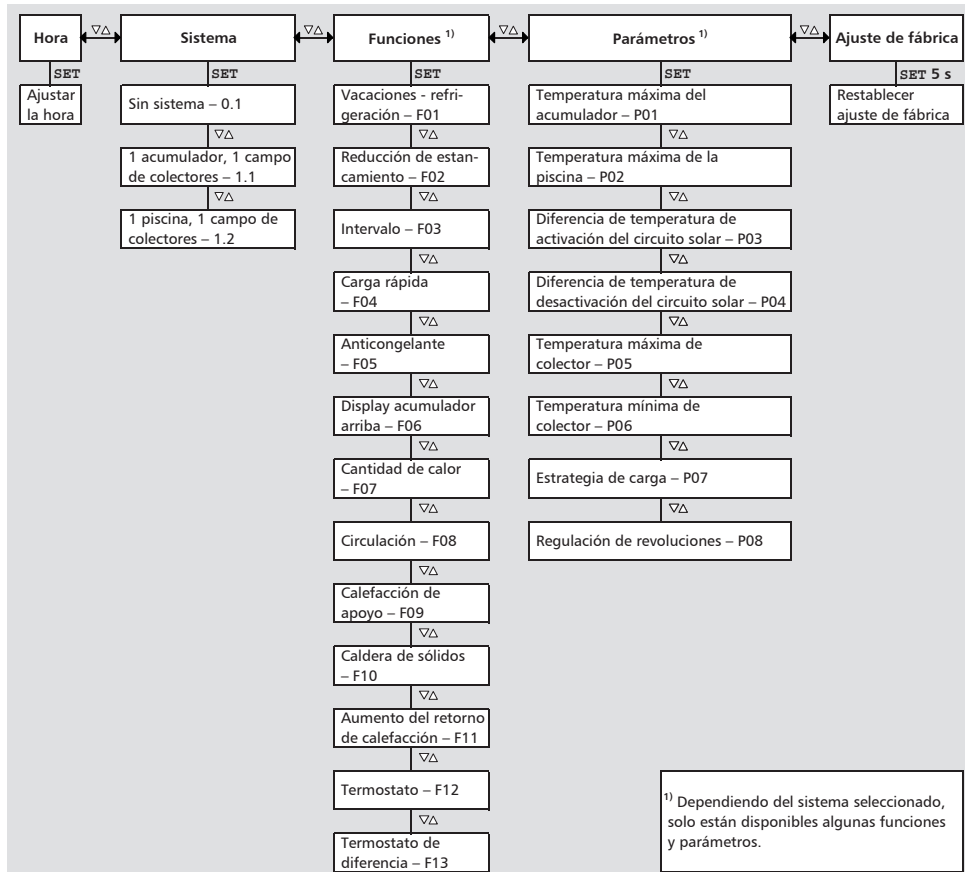 Hora
▽△
Sistema
▽△
Funciones 1)
▽△
Parámetros 1)
▽△
Ajuste de fábrica
SET
Ajustar
la hora
SET
Sin sistema – 0.1
▽△
1 acumulador, 1 campo
de colectores – 1.1
▽△
1 piscina, 1 campo de
colectores – 1.2
SET
Vacaciones - refri-
geración – F01
▽△
Reducción de estan-
camiento – F02
▽△
Intervalo – F03
▽△
Carga rápida
– F04
▽△
Anticongelante
– F05
▽△
Display acumulador
arriba – F06
▽△
Cantidad de calor
– F07
▽△
Circulación – F08
▽△
Calefacción de
apoyo – F09
▽△
Caldera de sólidos
– F10
▽△
Aumento del retorno
de calefacción – F11
▽△
Termostato – F12
▽△
Termostato de
diferencia – F13
SET
Temperatura máxima del
acumulador – P01
▽△
Temperatura máxima de la
piscina – P02
▽△
Diferencia de temperatura de
activación del circuito solar – P03
▽△
Diferencia de temperatura de
desactivación del circuito solar – P04
▽△
Temperatura máxima de
colector – P05
▽△
Temperatura mínima de
colector – P06
▽△
Estrategia de carga – P07
▽△
Regulación de revoluciones – P08
SET 5 s
Restablecer
ajuste de fábrica
1) Dependiendo del sistema seleccionado,
solo están disponibles algunas funciones
y parámetros.